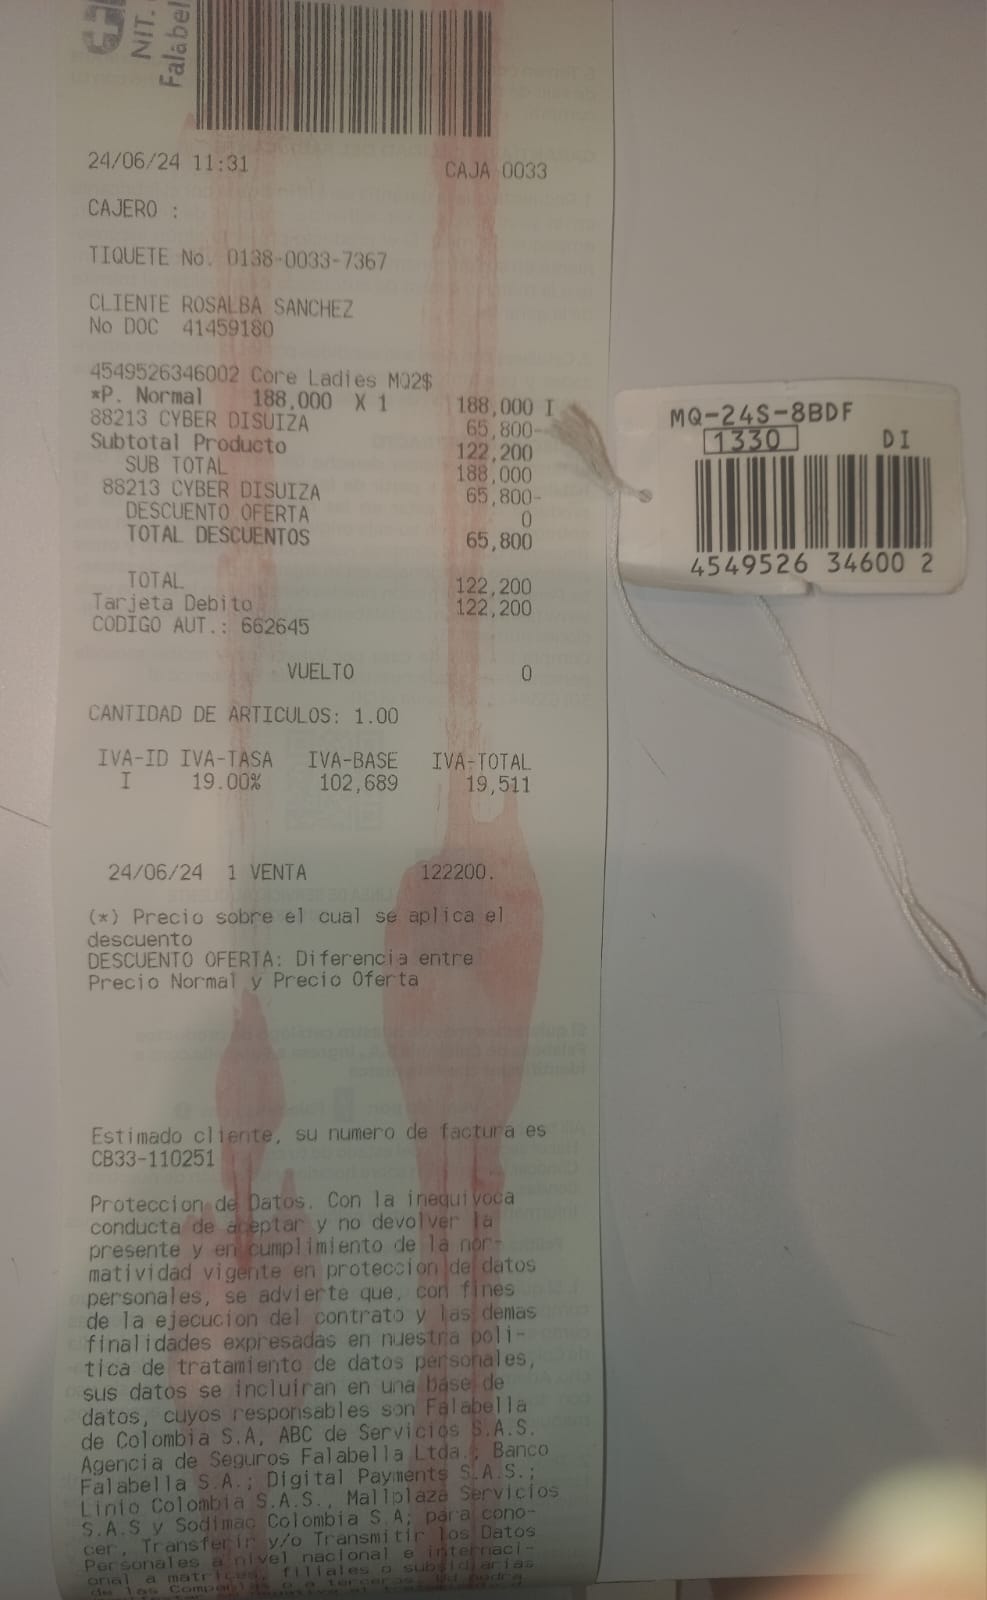 NIT.
Falabel
24/06/24 11:31 CAJA 0033
CAJERO :
TIQUETE No. 0138-0033-7367
CLIENTE ROSALBA SANCHEZ
No DOC 41459180
4549526346002 Core Ladies MQ2$
*P. Normal 188,000 X 1 188,000 I
88213 CYBER DISUIZA 65,800-
Subtotal Producto 122,200
SUB TOTAL 188,000
88213 CYBER DISUIZA 65,800-
DESCUENTO OFERTA 0
TOTAL DESCUENTOS 65,800
TOTAL 122,200
Tarjeta Debito 122,200
CODIGO AUT.: 662645
VUELTO 0
CANTIDAD DE ARTICULOS: 1.00
IVA-ID IVA-TASA IVA-BASE IVA-TOTAL
I 19.00% 102,689 19,511
24/06/24 1 VENTA 122200.
(*) Precio sobre el cual se aplica el
descuento
DESCUENTO OFERTA: Diferencia entre
Precio Normal y Precio Oferta
Estimado cliente, su numero de factura es
CB33-110251
Proteccion de Datos. Con la inequivoca
conducta de aceptar y no devolver la
presente y en cumplimiento de la nor-
matividad vigente en proteccion de datos
personales, se advierte que, con fines
de la ejecucion del contrato y las demas
finalidades expresadas en nuestra poli-
tica de tratamiento de datos personales,
sus datos se incluiran en una base de
datos, cuyos responsables son Falabella
de Colombia S.A, ABC de Servicios S.A.S.
Agencia de Seguros Falabella Ltda.; Banco
Falabella S.A.; Digital Payments S.A.S.;
Linio Colombia S.A.S., Mallplaza Servicios
S.A.S y Sodimac Colombia S.A; para cono-
cer, Transferir y/o Transmitir los Datos
Personales a nivel nacional e internaci-
onal a matrices, filiales o subsidiarias
de las Companias o a terceros.
MQ-24S-8BDF
1330 DI
4549526 34600 2